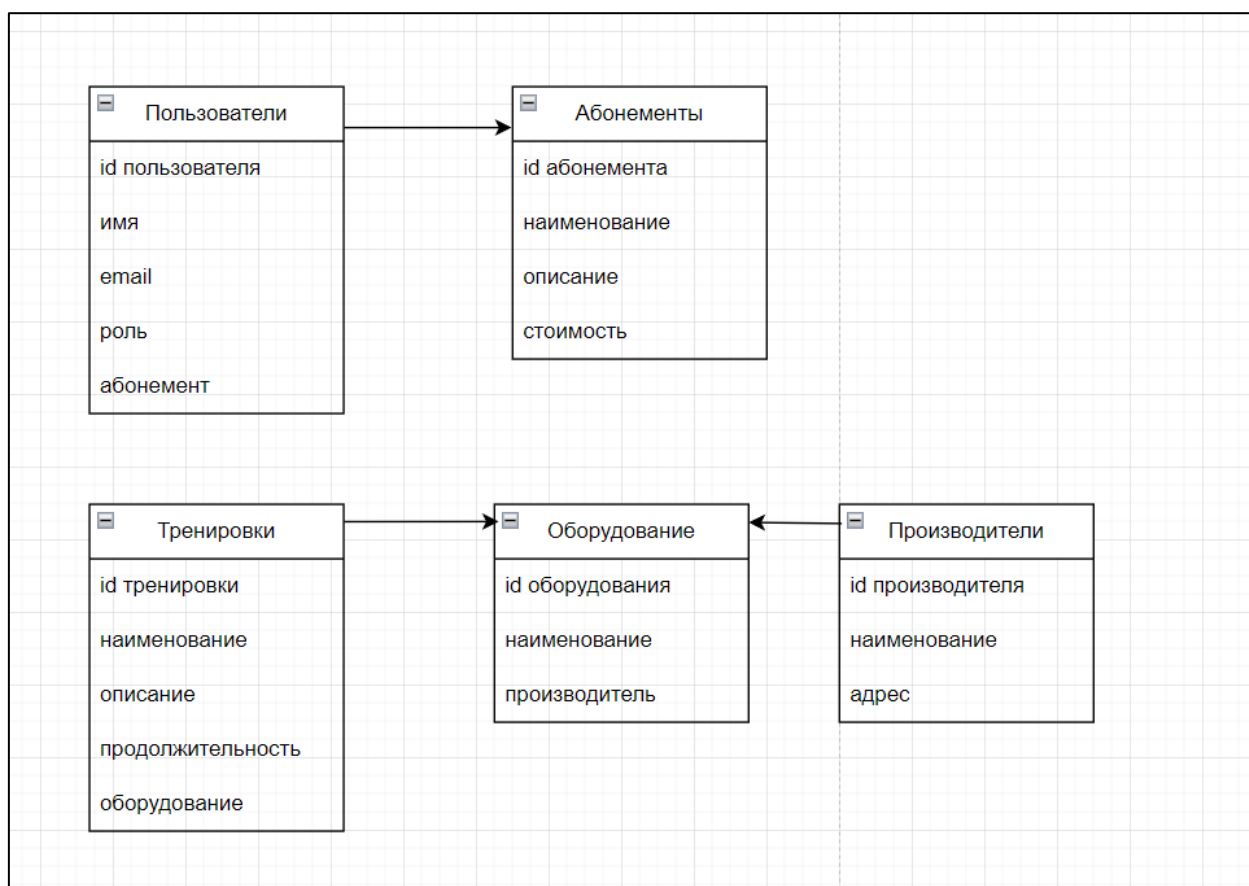 Пользователи
id пользователя
имя
email
роль
абонемент
Абонементы
id абонемента
наименование
описание
стоимость
Тренировки
id тренировки
наименование
описание
продолжительность
оборудование
Оборудование
id оборудования
наименование
производитель
Производители
id производителя
наименование
адрес